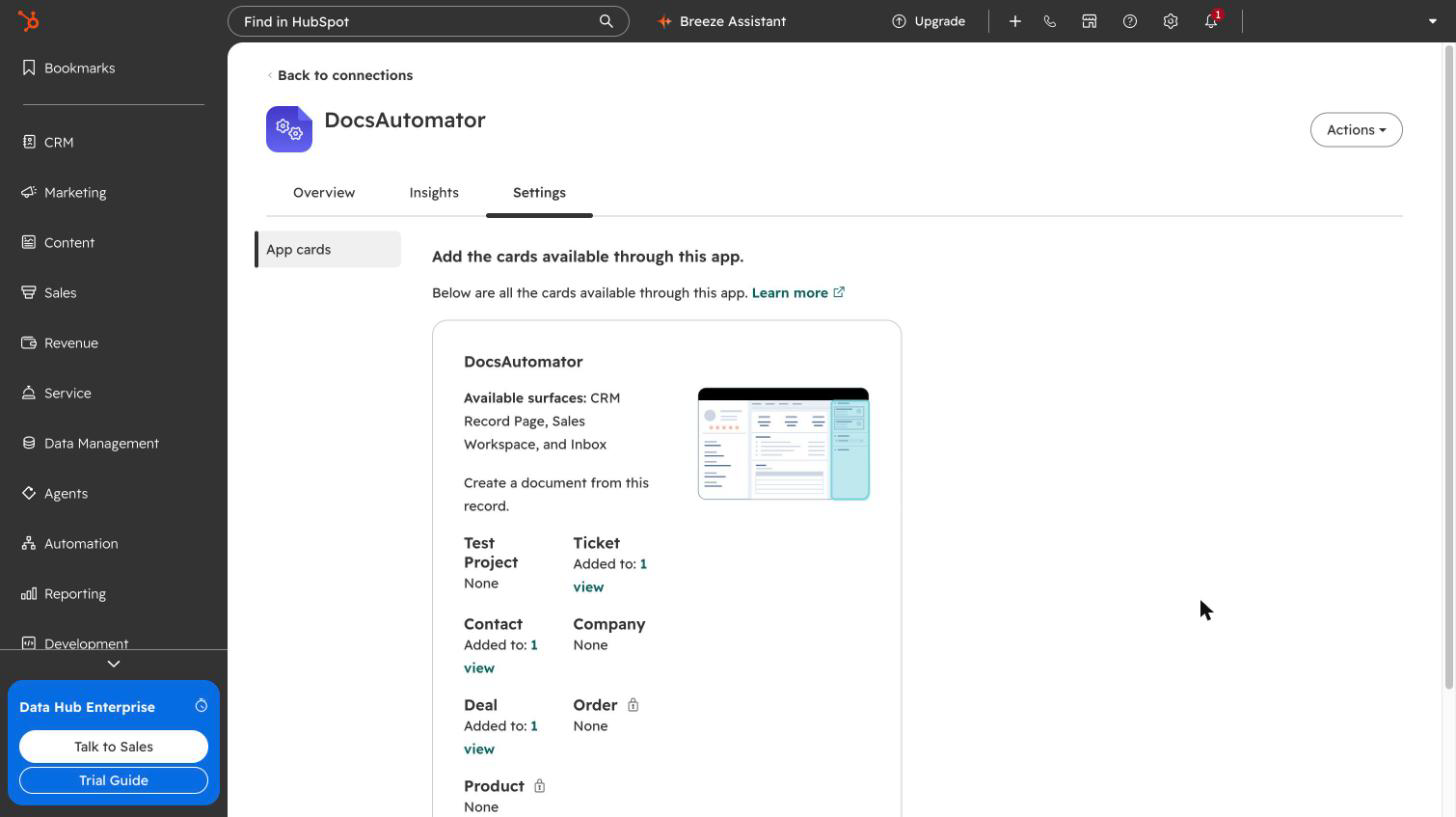 Find in HubSpot
Breeze Assistant
Upgrade
1
Bookmarks
CRM
Marketing
Content
Sales
Revenue
Service
Data Management
Agents
Automation
Reporting
Development
Data Hub Enterprise
Talk to Sales
Trial Guide
Back to connections
DocsAutomator
Actions
Overview Insights Settings
App cards
Add the cards available through this app.
Below are all the cards available through this app. Learn more
DocsAutomator
Available surfaces: CRM
Record Page, Sales
Workspace, and Inbox
Create a document from this
record.
Test
Project
None
Ticket
Added to: 1
view
Contact
Added to: 1
view
Company
None
Deal
Added to: 1
view
Order
None
Product
None